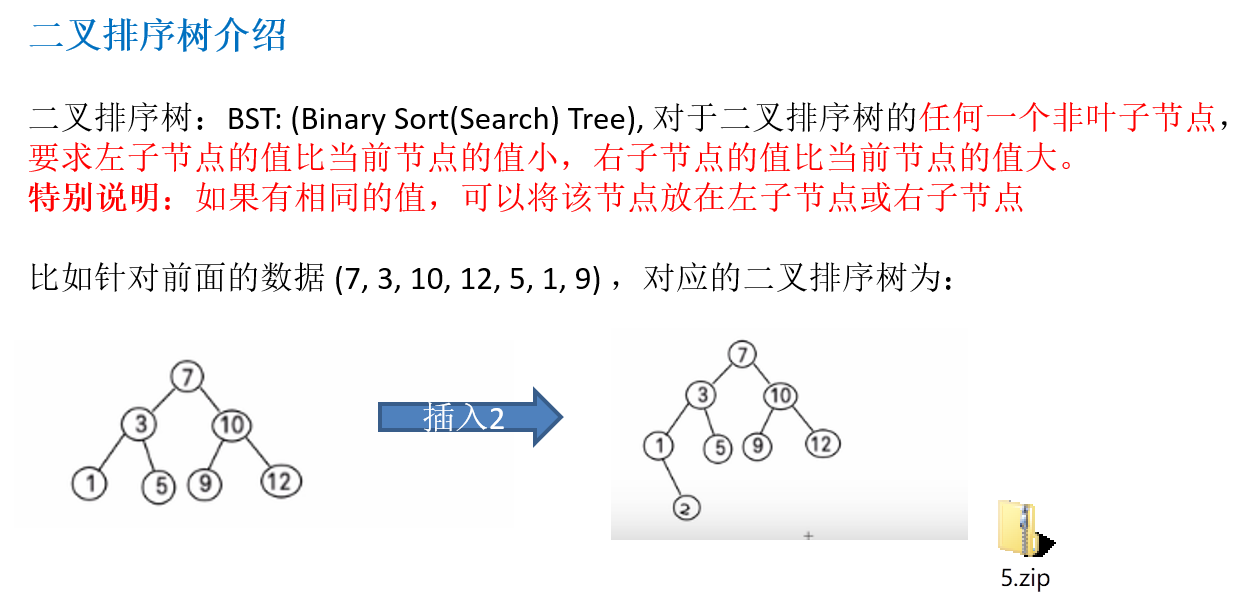 二叉排序树介绍
二叉排序树：BST: (Binary Sort(Search) Tree), 对于二叉排序树的任何一个非叶子节点，
要求左子节点的值比当前节点的值小，右子节点的值比当前节点的值大。
特别说明：如果有相同的值，可以将该节点放在左子节点或右子节点
比如针对前面的数据 (7, 3, 10, 12, 5, 1, 9) ，对应的二叉排序树为：
7
3 10
1 5 9 12
插入2
7
3 10
1 5 9 12
2
5.zip